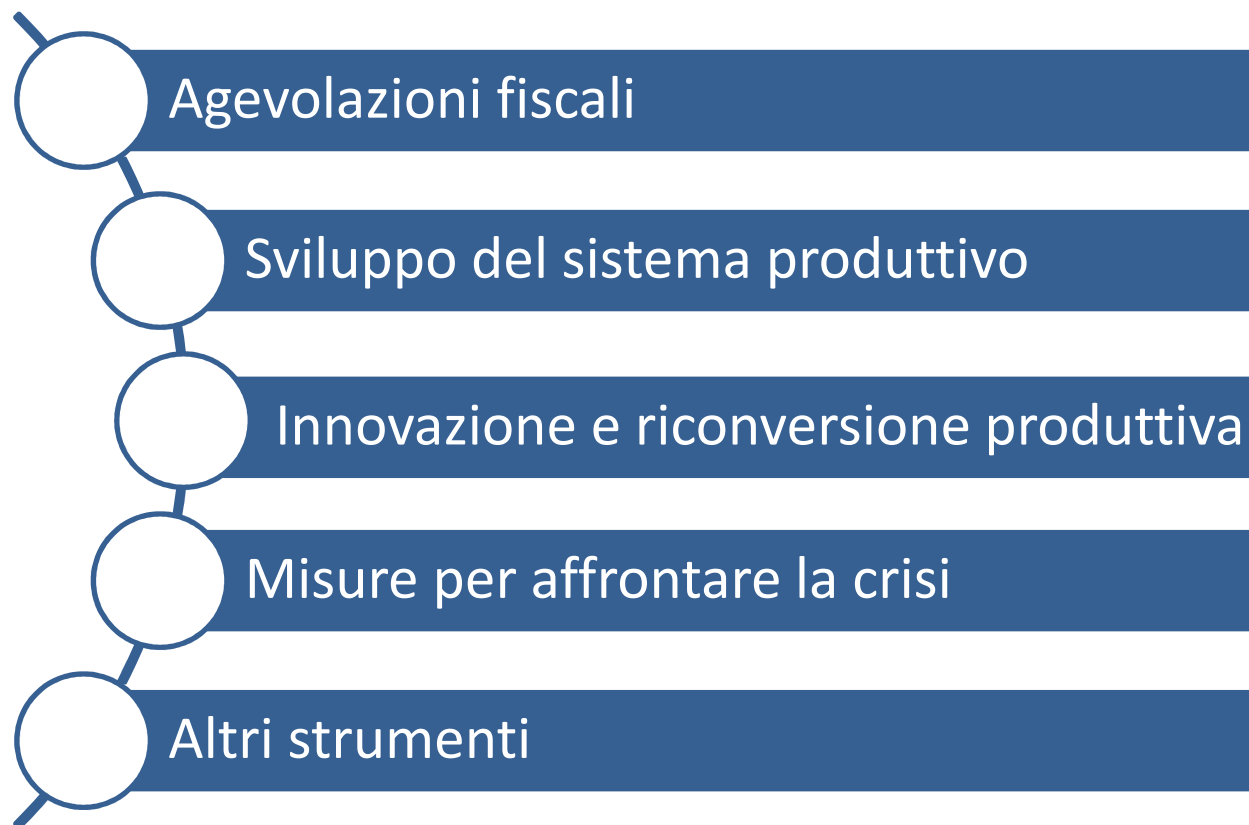 Agevolazioni fiscali
Sviluppo del sistema produttivo
Innovazione e riconversione produttiva
Misure per affrontare la crisi
Altri strumenti